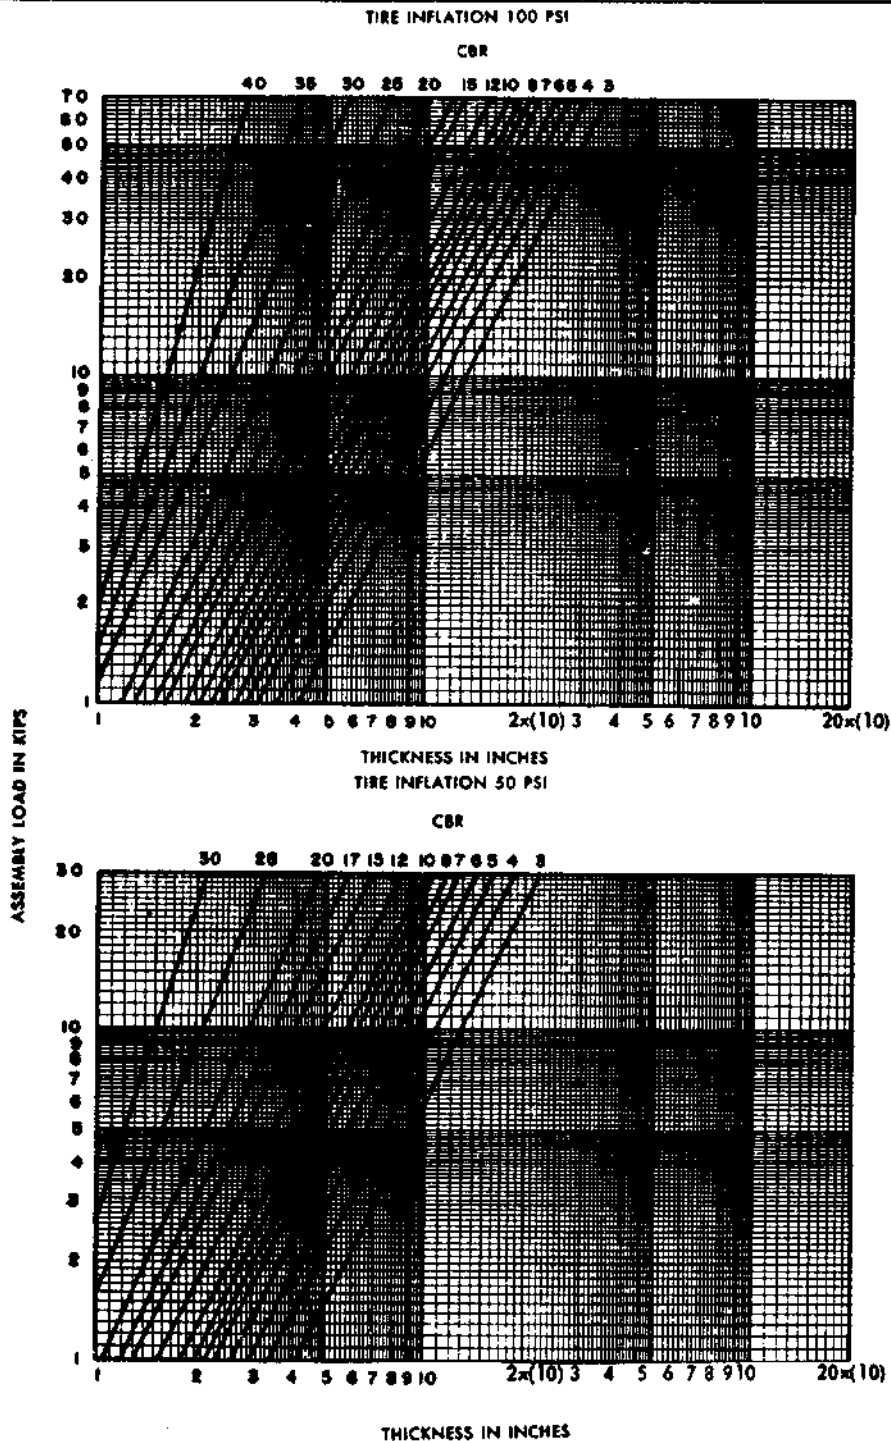 TIRE INFLATION 100 PSI
CBR
40 35 30 25 20 15 12 10 8 7 6 5 4 3
70
60
50
40
30
20
10
9
8
7
6
5
4
3
2
1
1 2 3 4 5 6 7 8 9 10 2x(10) 3 4 5 6 7 8 9 10 20x(10)
THICKNESS IN INCHES
ASSEMBLY LOAD IN KIPS
TIRE INFLATION 50 PSI
CBR
30 25 20 17 15 12 10 8 7 6 5 4 3
30
20
10
9
8
7
6
5
4
3
2
1
1 2 3 4 5 6 7 8 9 10 2x(10) 3 4 5 6 7 8 9 10 20x(10)
THICKNESS IN INCHES